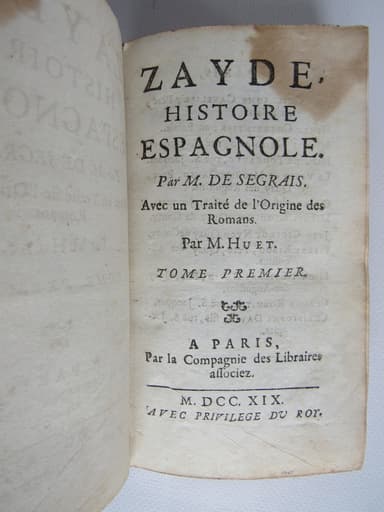 ZAYDE,
HISTOIRE
ESPAGNOLE.
Par M. DE SEGRAIS.
Avec un Traité de l'Origine des
Romans.
Par M. HUET.
TOME PREMIER.
A PARIS,
Par la Compagnie des Libraires
associez.
M. DCC. XIX.
AVEC PRIVILEGE DU ROY.